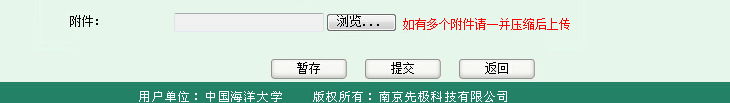 附件： 浏览... 如有多个附件请一并压缩后上传
暂存 提交 返回
用户单位：中国海洋大学 版权所有：南京先极科技有限公司